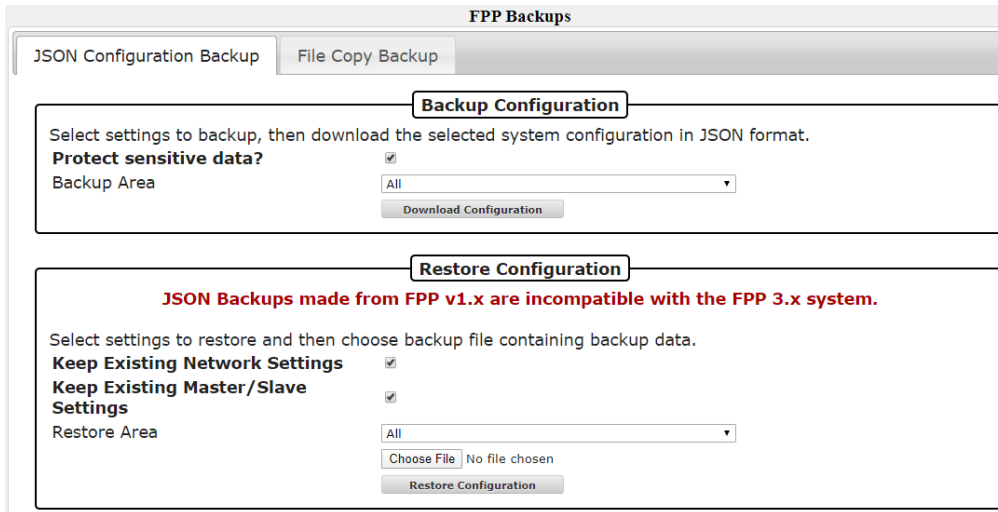 FPP Backups
JSON Configuration Backup
File Copy Backup
Backup Configuration
Select settings to backup, then download the selected system configuration in JSON format.
Protect sensitive data?
Backup Area
All
Download Configuration
Restore Configuration
JSON Backups made from FPP v1.x are incompatible with the FPP 3.x system.
Select settings to restore and then choose backup file containing backup data.
Keep Existing Network Settings
Keep Existing Master/Slave
Settings
Restore Area
All
Choose File No file chosen
Restore Configuration